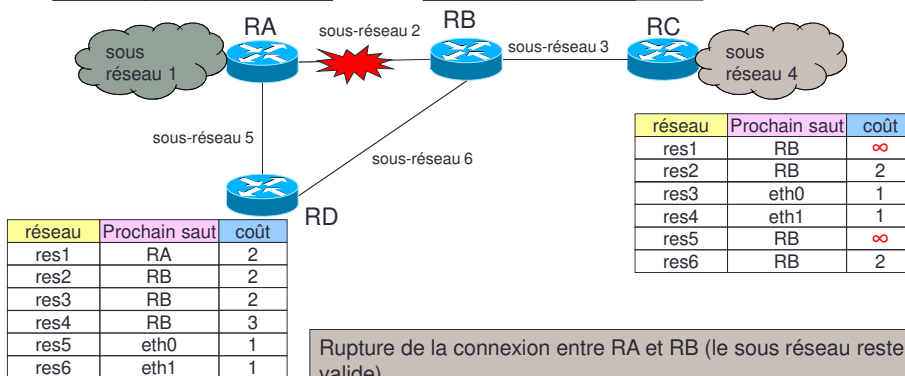 RA
sous-réseau 2
RB
RC
sous
réseau 1
sous-réseau 3
sous
réseau 4
sous-réseau 5
sous-réseau 6
RD
réseau Prochain saut coût
res1 RB ∞
res2 RB 2
res3 eth0 1
res4 eth1 1
res5 RB ∞
res6 RB 2
réseau Prochain saut coût
res1 RA 2
res2 RB 2
res3 RB 2
res4 RB 3
res5 eth0 1
res6 eth1 1
Rupture de la connexion entre RA et RB (le sous réseau reste
valide)